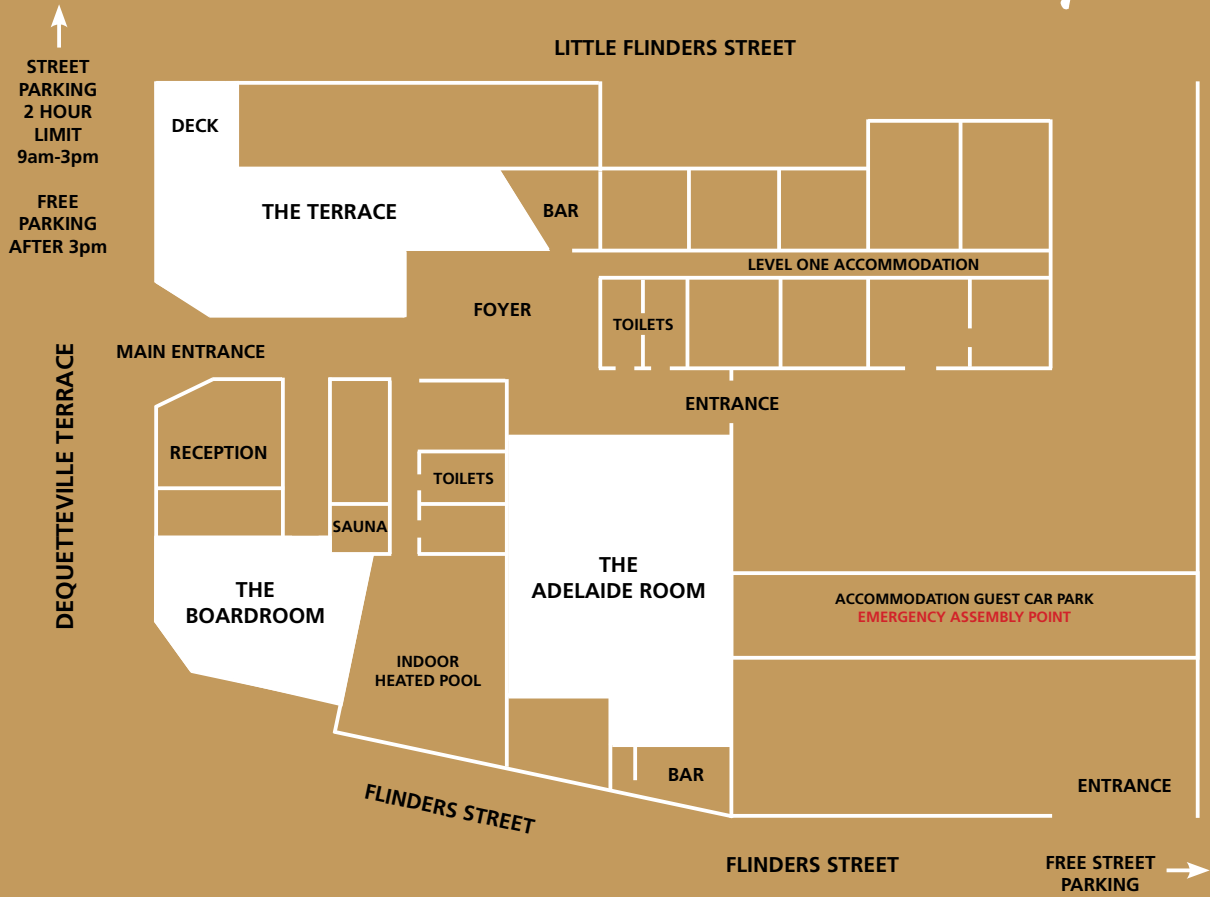 LITTLE FLINDERS STREET
STREET
PARKING
2 HOUR
LIMIT
9am-3pm
FREE
PARKING
AFTER 3pm
DECK
THE TERRACE
BAR
LEVEL ONE ACCOMMODATION
FOYER
TOILETS
MAIN ENTRANCE
ENTRANCE
DEQUETTEVILLE TERRACE
RECEPTION
TOILETS
SAUNA
THE
BOARDROOM
THE
ADELAIDE ROOM
ACCOMMODATION GUEST CAR PARK
EMERGENCY ASSEMBLY POINT
INDOOR
HEATED POOL
BAR
ENTRANCE
FLINDERS STREET
FLINDERS STREET
FREE STREET
PARKING